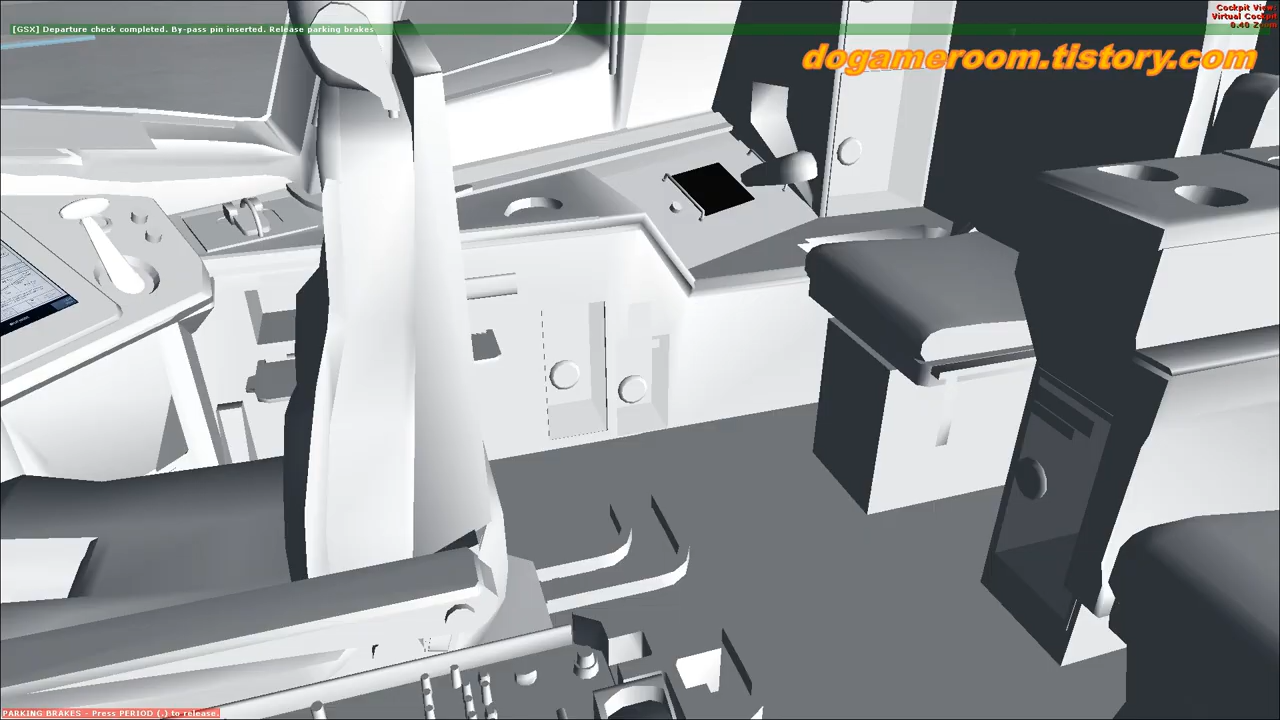 [GSX] Departure check completed. By-pass pin inserted. Release parking brakes
Cockpit View:
Virtual Cockpit
0.40 Zoom
dogameroom.tistory.com
PARKING BRAKES - Press PERIOD (.) to release.